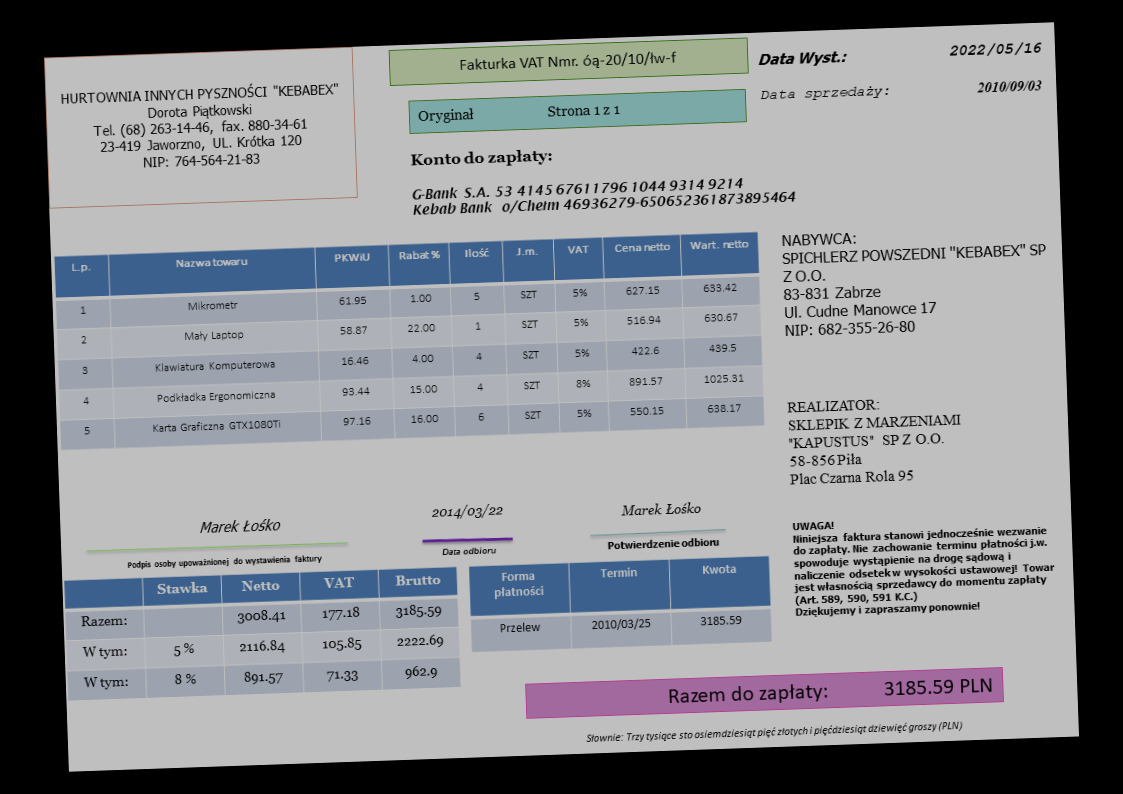 HURTOWNIA INNYCH PYSZNOŚCI "KEBABEX"
Dorota Piątkowski
Tel. (68) 263-14-46, fax. 880-34-61
23-419 Jaworzno, UL. Krótka 120
NIP: 764-564-21-83
Fakturka VAT Nmr. óą-20/10/łw-f
Oryginał Strona 1 z 1
Data Wyst.: 2022/05/16
Data sprzedaży: 2010/09/03
Konto do zapłaty:
G-Bank S.A. 53 4145 67611796 1044 9314 9214
Kebab Bank o/Chełm 46936279-650652361873895464
L.p. Nazwa towaru PKWiU Rabat % Ilość J.m. VAT Cena netto Wart. netto
1 Mikrometr 61.95 1.00 5 SZT 5% 627.15 633.42
2 Mały Laptop 58.87 22.00 1 SZT 5% 516.94 630.67
3 Klawiatura Komputerowa 16.46 4.00 4 SZT 5% 422.6 439.5
4 Podkładka Ergonomiczna 93.44 15.00 4 SZT 8% 891.57 1025.31
5 Karta Graficzna GTX1080Ti 97.16 16.00 6 SZT 5% 550.15 638.17
NABYWCA:
SPICHLERZ POWSZEDNI "KEBABEX" SP
Z O.O.
83-831 Zabrze
Ul. Cudne Manowce 17
NIP: 682-355-26-80
REALIZATOR:
SKLEPIK Z MARZENIAMI
"KAPUSTUS" SP Z O.O.
58-856 Piła
Plac Czarna Rola 95
Marek Łośko
Podpis osoby upoważnionej do wystawienia faktury
2014/03/22
Data odbioru
Marek Łośko
Potwierdzenie odbioru
UWAGA!
Niniejsza faktura stanowi jednocześnie wezwanie
do zapłaty. Nie zachowanie terminu płatności j.w.
spowoduje wystąpienie na drogę sądową i
naliczenie odsetek w wysokości ustawowej! Towar
jest własnością sprzedawcy do momentu zapłaty
(Art. 589, 590, 591 K.C.)
Dziękujemy i zapraszamy ponownie!
Stawka Netto VAT Brutto
Razem: 3008.41 177.18 3185.59
W tym: 5 % 2116.84 105.85 2222.69
W tym: 8 % 891.57 71.33 962.9
Forma płatności Termin Kwota
Przelew 2010/03/25 3185.59
Razem do zapłaty: 3185.59 PLN
Słownie: Trzy tysiące sto osiemdziesiąt pięć złotych i pięćdziesiąt dziewięć groszy (PLN)